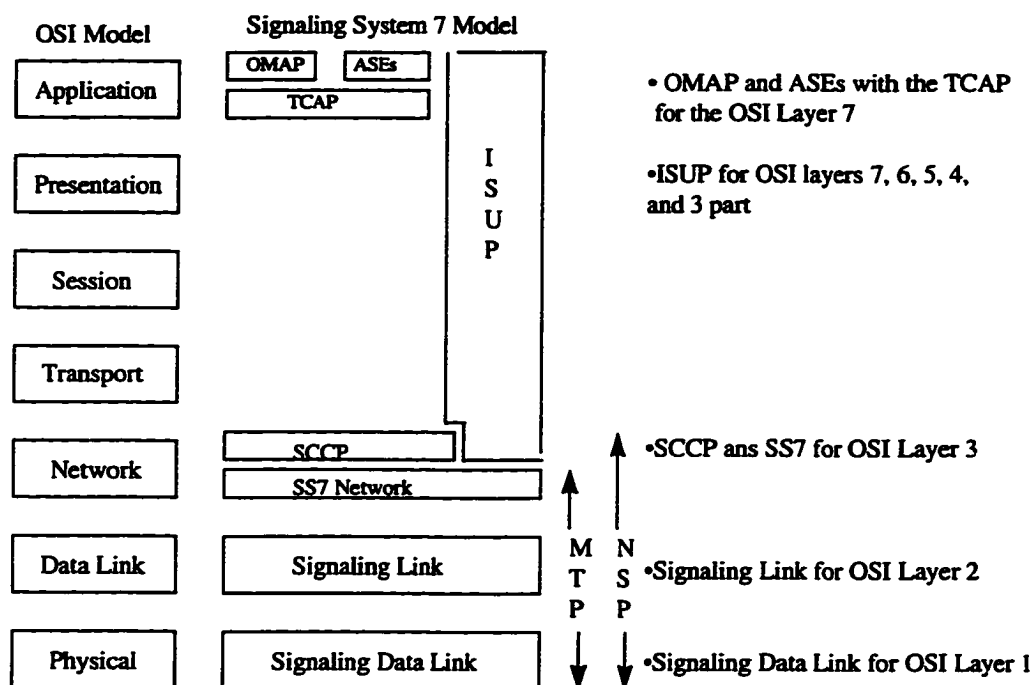 OSI Model
Signaling System 7 Model
Application
OMAP
ASEs
TCAP
• OMAP and ASEs with the TCAP
for the OSI Layer 7
Presentation
I
S
U
P
•ISUP for OSI layers 7, 6, 5, 4,
and 3 part
Session
Transport
Network
SCCP
SS7 Network
•SCCP ans SS7 for OSI Layer 3
Data Link
Signaling Link
M
T
P
N
S
P
•Signaling Link for OSI Layer 2
Physical
Signaling Data Link
•Signaling Data Link for OSI Layer 1